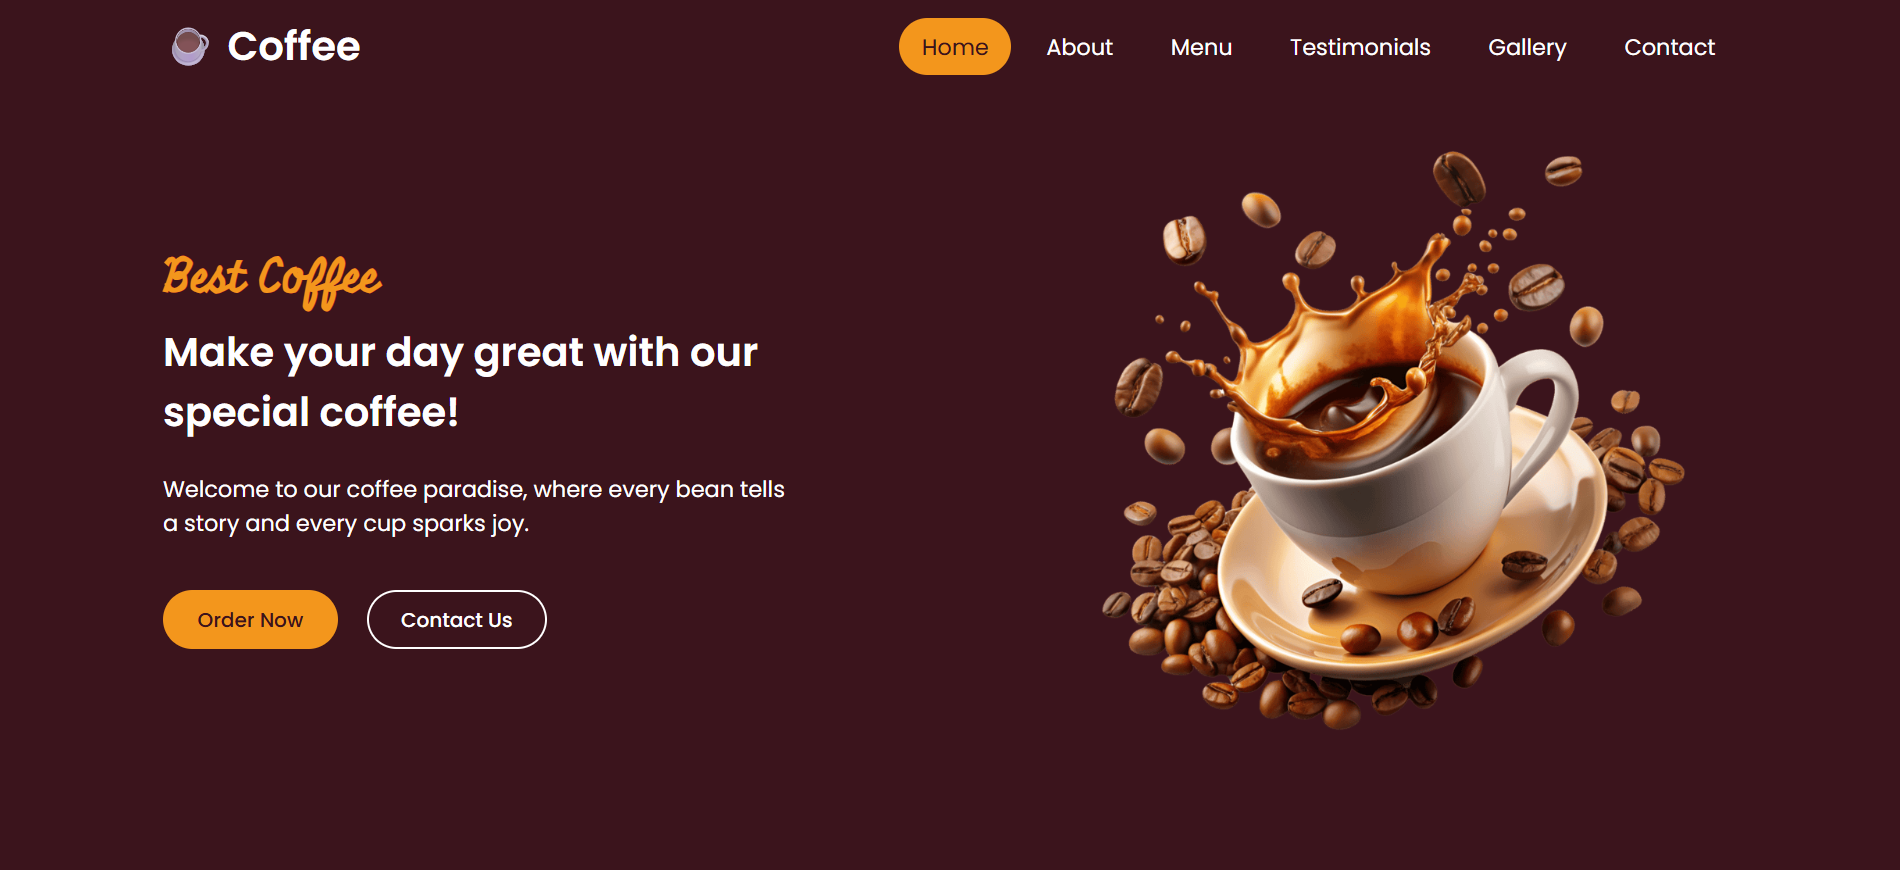 Coffee
Home
About
Menu
Testimonials
Gallery
Contact
Best Coffee
Make your day great with our
special coffee!
Welcome to our coffee paradise, where every bean tells
a story and every cup sparks joy.
Order Now
Contact Us